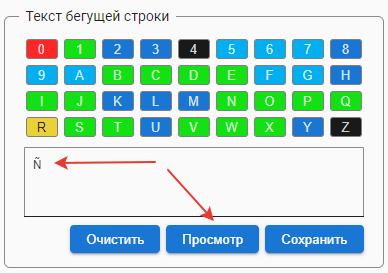 Текст бегущей строки
0 1 2 3 4 5 6 7 8
9 A B C D E F G H
I J K L M N O P Q
R S T U V W X Y Z
Ñ
Очистить Просмотр Сохранить